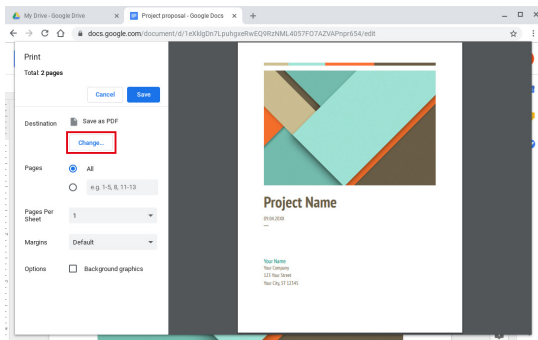 My Drive - Google Drive
Project proposal - Google Docs
docs.google.com/document/d/1eXklgDn7LpuhgxeRwEQ9RzNML4057FO7AZVAPnpr654/edit
Print
Total: 2 pages
Cancel
Save
Destination
Save as PDF
Change...
Pages
All
e.g. 1-5, 8, 11-13
Pages Per
Sheet
1
Margins
Default
Options
Background graphics
Project Name
09.04.20XX
Your Name
Your Company
123 Your Street
Your City, ST 12345